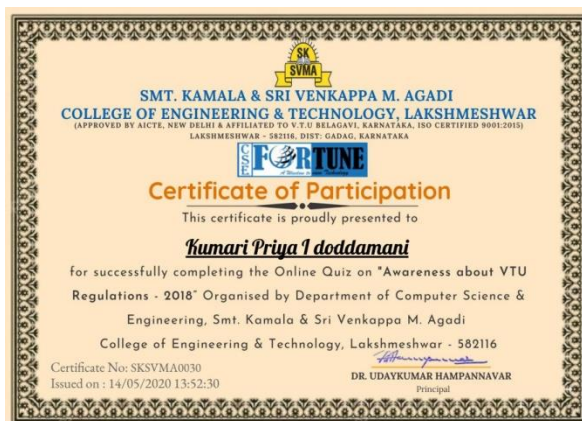 SK
SVMA
SMT. KAMALA & SRI VENKAPPA M. AGADI
COLLEGE OF ENGINEERING & TECHNOLOGY, LAKSHMESHWAR
(APPROVED BY AICTE, NEW DELHI & AFFILIATED TO V.T.U BELAGAVI, KARNATAKA, ISO CERTIFIED 9001:2015)
LAKSHMESHWAR - 582116, DIST: GADAG, KARNATAKA
CSE FORTUNE
Certificate of Participation
This certificate is proudly presented to
Kumari Priya I doddamani
for successfully completing the Online Quiz on "Awareness about VTU
Regulations - 2018" Organised by Department of Computer Science &
Engineering, Smt. Kamala & Sri Venkappa M. Agadi
College of Engineering & Technology, Lakshmeshwar - 582116
Certificate No: SKSVMA0030
Issued on : 14/05/2020 13:52:30
DR. UDAYKUMAR HAMPANNAVAR
Principal